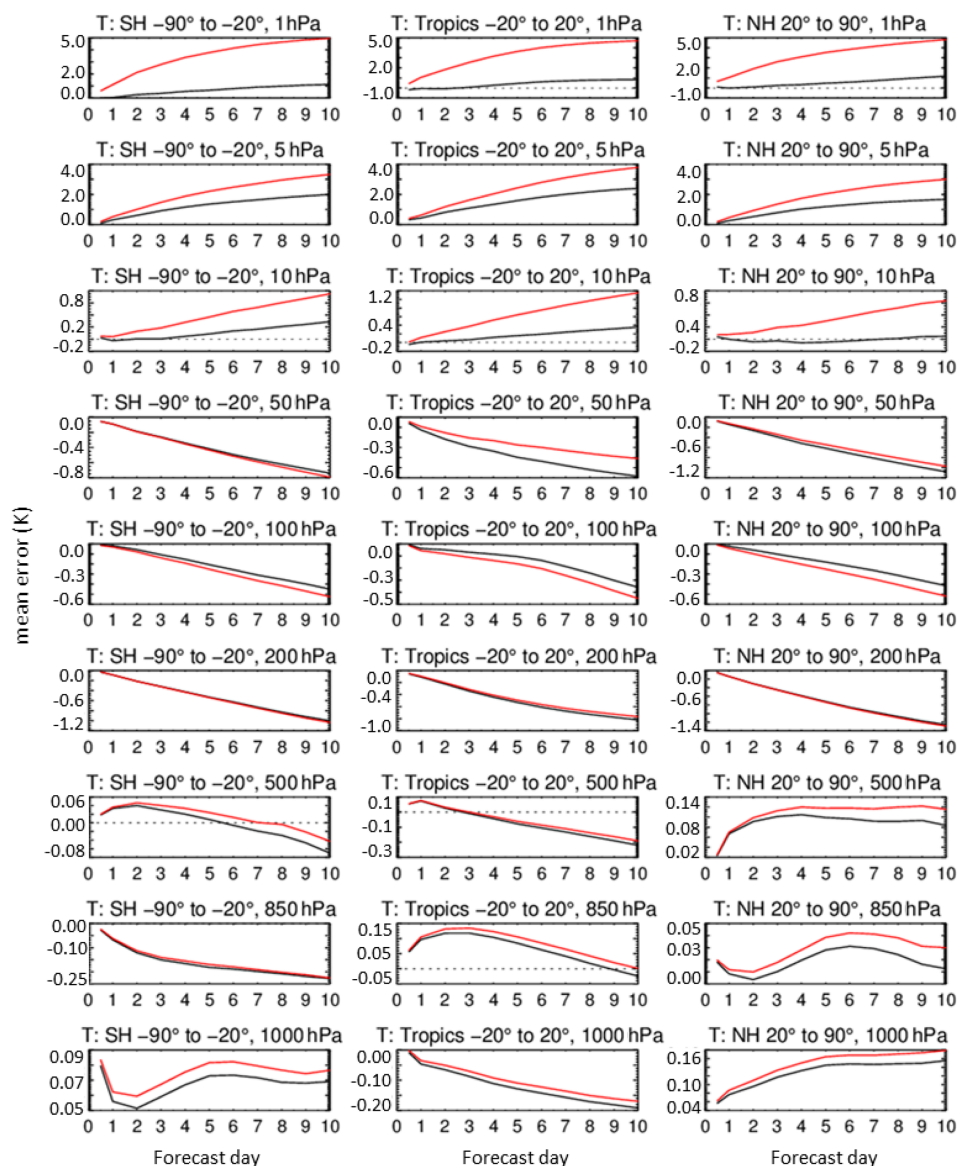 T: SH −90° to −20°, 1hPa T: Tropics −20° to 20°, 1hPa T: NH 20° to 90°, 1hPa
5.0 5.0 5.0
2.0 2.0 2.0
0.0 -1.0 -1.0
0 1 2 3 4 5 6 7 8 9 10 0 1 2 3 4 5 6 7 8 9 10 0 1 2 3 4 5 6 7 8 9 10
T: SH −90° to −20°, 5 hPa T: Tropics −20° to 20°, 5 hPa T: NH 20° to 90°, 5 hPa
4.0 4.0 4.0
2.0 2.0 2.0
0.0 0.0 0.0
0 1 2 3 4 5 6 7 8 9 10 0 1 2 3 4 5 6 7 8 9 10 0 1 2 3 4 5 6 7 8 9 10
T: SH −90° to −20°, 10 hPa T: Tropics −20° to 20°, 10 hPa T: NH 20° to 90°, 10 hPa
0.8 1.2 0.8
0.2 0.4 0.4
-0.2 -0.2 -0.2
0 1 2 3 4 5 6 7 8 9 10 0 1 2 3 4 5 6 7 8 9 10 0 1 2 3 4 5 6 7 8 9 10
T: SH −90° to −20°, 50 hPa T: Tropics −20° to 20°, 50 hPa T: NH 20° to 90°, 50 hPa
0.0 0.0 0.0
-0.4 -0.3 -0.6
-0.8 -0.6 -1.2
0 1 2 3 4 5 6 7 8 9 10 0 1 2 3 4 5 6 7 8 9 10 0 1 2 3 4 5 6 7 8 9 10
mean error (K)
T: SH −90° to −20°, 100 hPa T: Tropics −20° to 20°, 100 hPa T: NH 20° to 90°, 100 hPa
0.0 0.0 0.0
-0.3 -0.3 -0.3
-0.6 -0.5 -0.6
0 1 2 3 4 5 6 7 8 9 10 0 1 2 3 4 5 6 7 8 9 10 0 1 2 3 4 5 6 7 8 9 10
T: SH −90° to −20°, 200 hPa T: Tropics −20° to 20°, 200 hPa T: NH 20° to 90°, 200 hPa
0.0 0.0 0.0
-0.6 -0.4 -0.6
-1.2 -1.0 -1.4
0 1 2 3 4 5 6 7 8 9 10 0 1 2 3 4 5 6 7 8 9 10 0 1 2 3 4 5 6 7 8 9 10
T: SH −90° to −20°, 500 hPa T: Tropics −20° to 20°, 500 hPa T: NH 20° to 90°, 500 hPa
0.06 0.1 0.14
0.00 -0.1 0.08
-0.08 -0.3 0.02
0 1 2 3 4 5 6 7 8 9 10 0 1 2 3 4 5 6 7 8 9 10 0 1 2 3 4 5 6 7 8 9 10
T: SH −90° to −20°, 850 hPa T: Tropics −20° to 20°, 850 hPa T: NH 20° to 90°, 850 hPa
0.00 0.15 0.05
-0.10 0.05 0.03
-0.25 -0.05 0.00
0 1 2 3 4 5 6 7 8 9 10 0 1 2 3 4 5 6 7 8 9 10 0 1 2 3 4 5 6 7 8 9 10
T: SH −90° to −20°, 1000 hPa T: Tropics −20° to 20°, 1000 hPa T: NH 20° to 90°, 1000 hPa
0.09 0.00 0.16
0.07 -0.10 0.10
0.05 -0.20 0.04
0 1 2 3 4 5 6 7 8 9 10 0 1 2 3 4 5 6 7 8 9 10 0 1 2 3 4 5 6 7 8 9 10
Forecast day Forecast day Forecast day